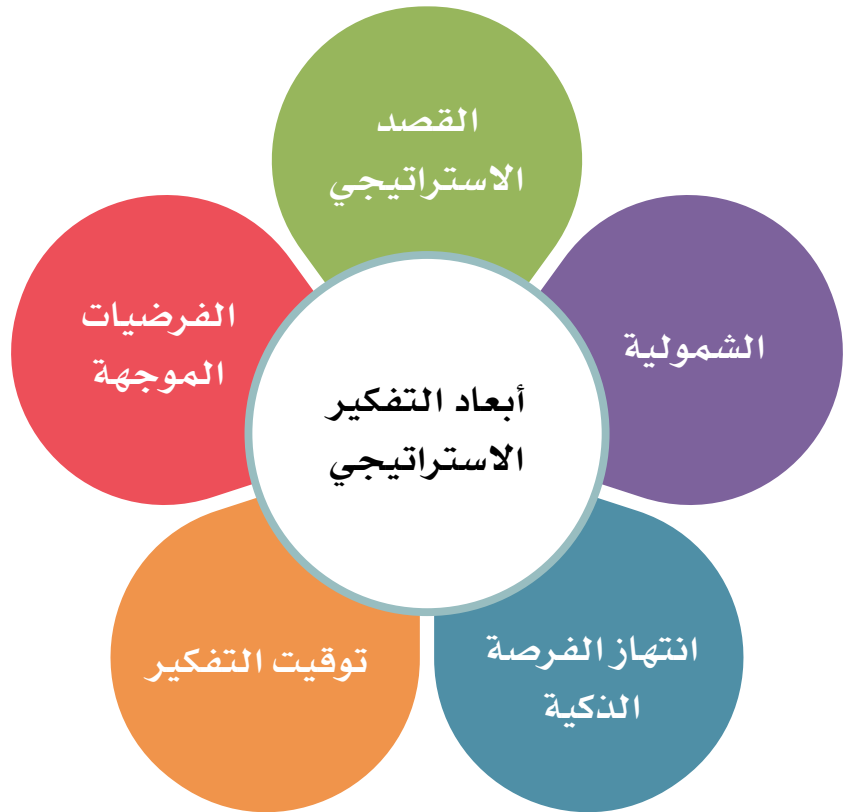 القصد
الاستراتيجي
الشمولية
الفرضيات
الموجهة
أبعاد التفكير
الاستراتيجي
انتهاز الفرصة
الذكية
توقيت التفكير